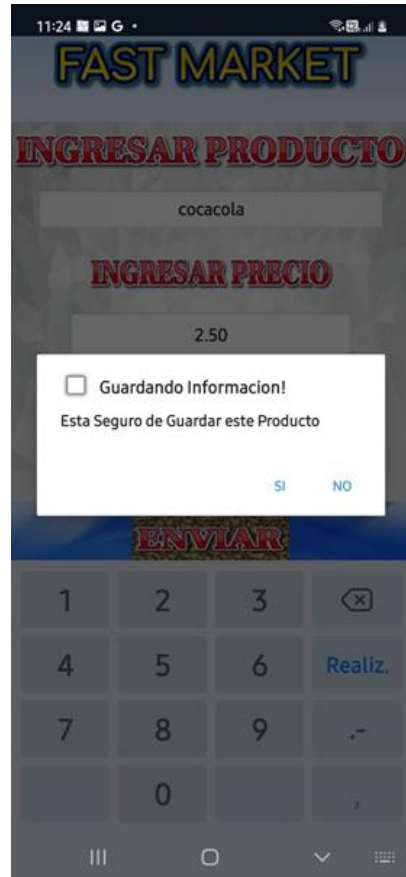 11:24 G
FAST MARKET
INGRESAR PRODUCTO
cocacola
INGRESAR PRECIO
2.50
Guardando Informacion!
Esta Seguro de Guardar este Producto
SI NO
ENVIAR
1 2 3
4 5 6 Realiz.
7 8 9 .-
0 ,